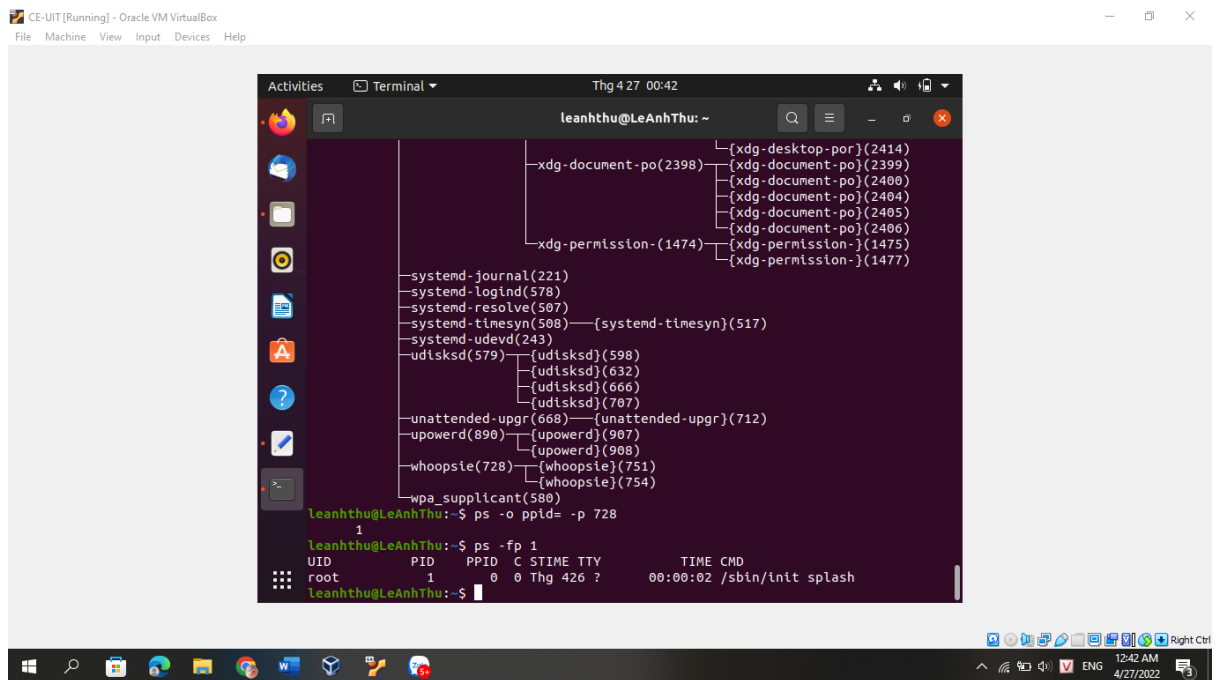 CE-UIT [Running] - Oracle VM VirtualBox
File Machine View Input Devices Help
Activities Terminal Thg 4 27 00:42
leanhthu@LeAnhThu: ~
└─{xdg-desktop-por}(2414)
├─xdg-document-po(2398)─┬─{xdg-document-po}(2399)
├─{xdg-document-po}(2400)
├─{xdg-document-po}(2404)
├─{xdg-document-po}(2405)
└─{xdg-document-po}(2406)
└─xdg-permission-(1474)─┬─{xdg-permission-}(1475)
└─{xdg-permission-}(1477)
├─systemd-journal(221)
├─systemd-logind(578)
├─systemd-resolve(507)
├─systemd-timesyn(508)───{systemd-timesyn}(517)
├─systemd-udevd(243)
├─udisksd(579)─┬─{udisksd}(598)
├─{udisksd}(632)
├─{udisksd}(666)
└─{udisksd}(707)
├─unattended-upgr(668)───{unattended-upgr}(712)
├─upowerd(890)─┬─{upowerd}(907)
└─{upowerd}(908)
├─whoopsie(728)─┬─{whoopsie}(751)
└─{whoopsie}(754)
└─wpa_supplicant(580)
leanhthu@LeAnhThu:~$ ps -o ppid= -p 728
1
leanhthu@LeAnhThu:~$ ps -fp 1
UID PID PPID C STIME TTY TIME CMD
root 1 0 0 Thg 426 ? 00:00:02 /sbin/init splash
leanhthu@LeAnhThu:~$
Right Ctrl
ENG 12:42 AM
4/27/2022